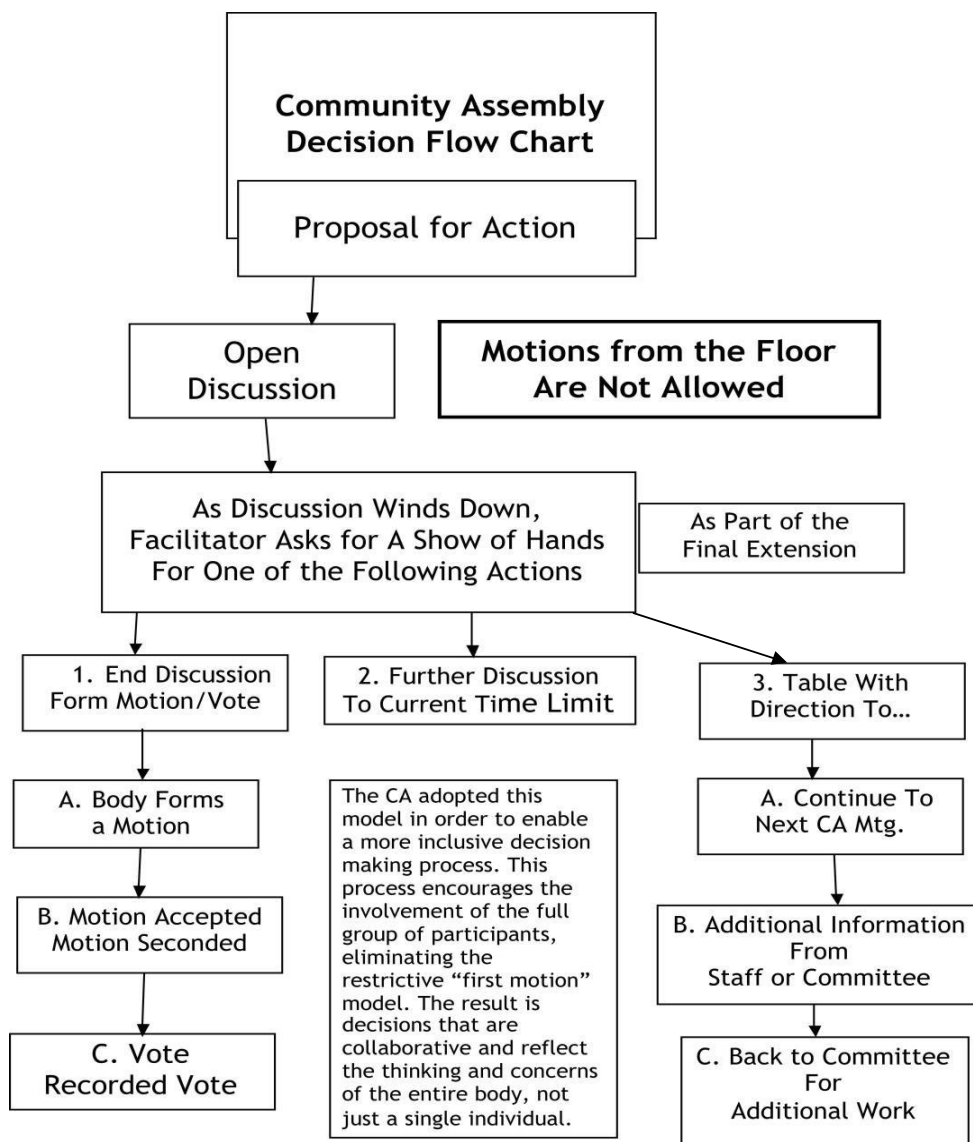 Community Assembly
Decision Flow Chart
Proposal for Action
Open
Discussion
Motions from the Floor
Are Not Allowed
As Discussion Winds Down,
Facilitator Asks for A Show of Hands
For One of the Following Actions
As Part of the
Final Extension
1. End Discussion
Form Motion/Vote
2. Further Discussion
To Current Time Limit
3. Table With
Direction To…
A. Body Forms
a Motion
B. Motion Accepted
Motion Seconded
C. Vote
Recorded Vote
The CA adopted this
model in order to enable
a more inclusive decision
making process. This
process encourages the
involvement of the full
group of participants,
eliminating the
restrictive “first motion”
model. The result is
decisions that are
collaborative and reflect
the thinking and concerns
of the entire body, not
just a single individual.
A. Continue To
Next CA Mtg.
B. Additional Information
From
Staff or Committee
C. Back to Committee
For
Additional Work